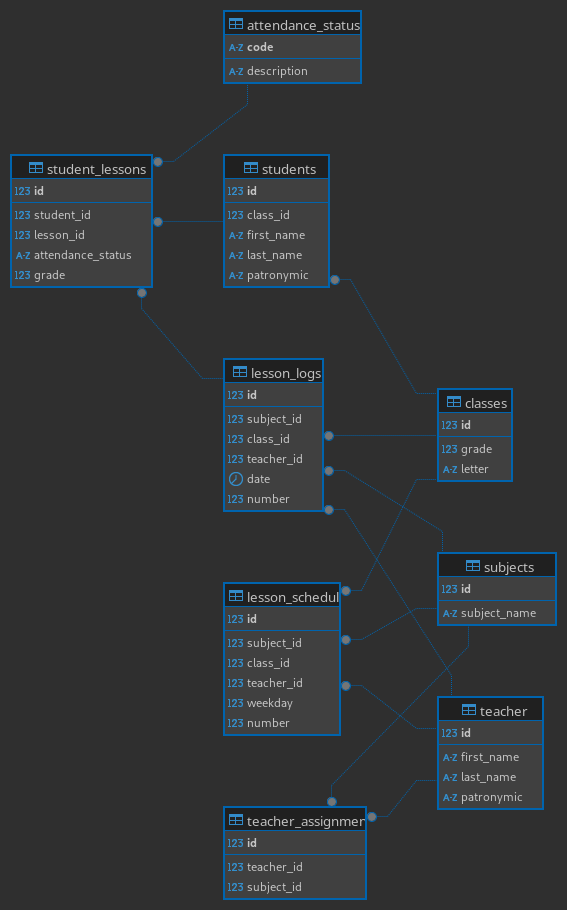 attendance_status
A-Z code
A-Z description
student_lessons
123 id
123 student_id
123 lesson_id
A-Z attendance_status
123 grade
students
123 id
123 class_id
A-Z first_name
A-Z last_name
A-Z patronymic
lesson_logs
123 id
123 subject_id
123 class_id
123 teacher_id
date
123 number
classes
123 id
123 grade
A-Z letter
subjects
123 id
A-Z subject_name
lesson_schedul
123 id
123 subject_id
123 class_id
123 teacher_id
123 weekday
123 number
teacher
123 id
A-Z first_name
A-Z last_name
A-Z patronymic
teacher_assignmer
123 id
123 teacher_id
123 subject_id